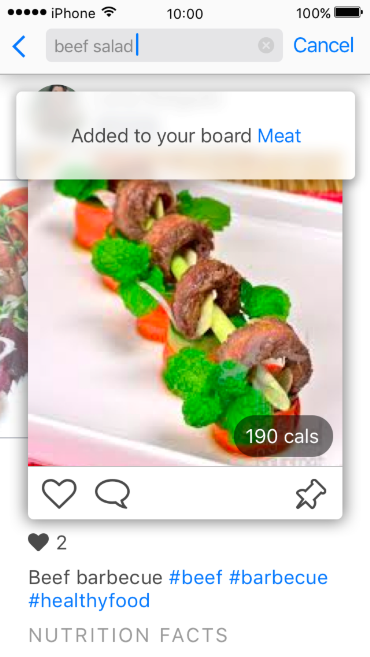 iPhone 10:00 100%
beef salad Cancel
Added to your board Meat
190 cals
2
Beef barbecue #beef #barbecue
#healthyfood
NUTRITION FACTS